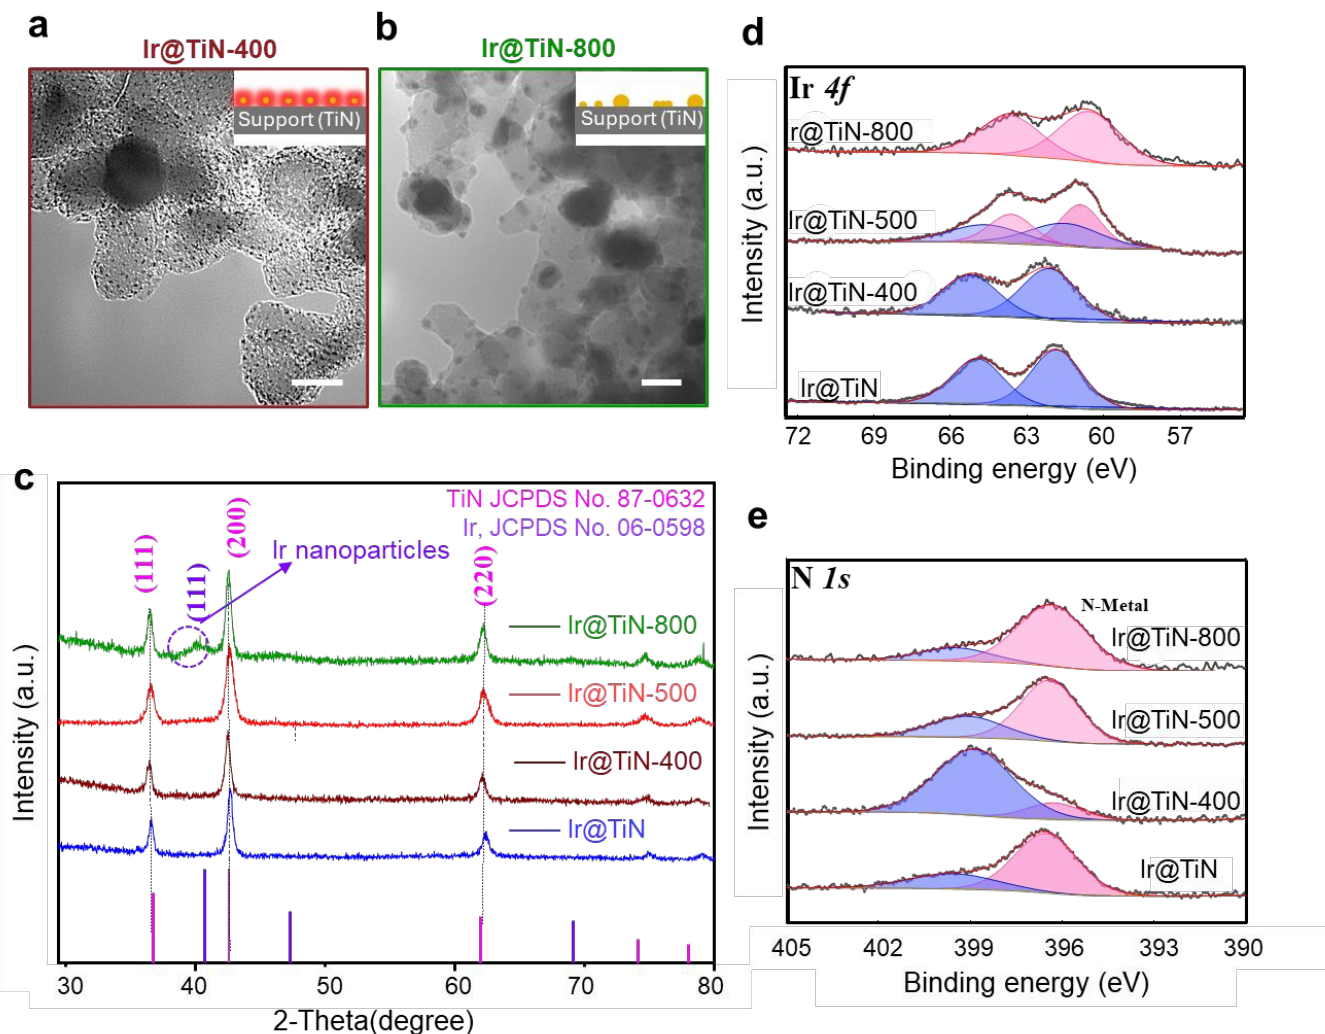 a
Ir@TiN-400
Support (TiN)
b
Ir@TiN-800
Support (TiN)
c
TiN JCPDS No. 87-0632
Ir, JCPDS No. 06-0598
Ir nanoparticles
(111)
(111)
(200)
(220)
Ir@TiN-800
Ir@TiN-500
Ir@TiN-400
Ir@TiN
Intensity (a.u.)
30 40 50 60 70 80
2-Theta(degree)
d
Ir 4f
r@TiN-800
Ir@TiN-500
Ir@TiN-400
Ir@TiN
Intensity (a.u.)
72 69 66 63 60 57
Binding energy (eV)
e
N 1s
N-Metal
Ir@TiN-800
Ir@TiN-500
Ir@TiN-400
Ir@TiN
Intensity (a.u.)
405 402 399 396 393 390
Binding energy (eV)